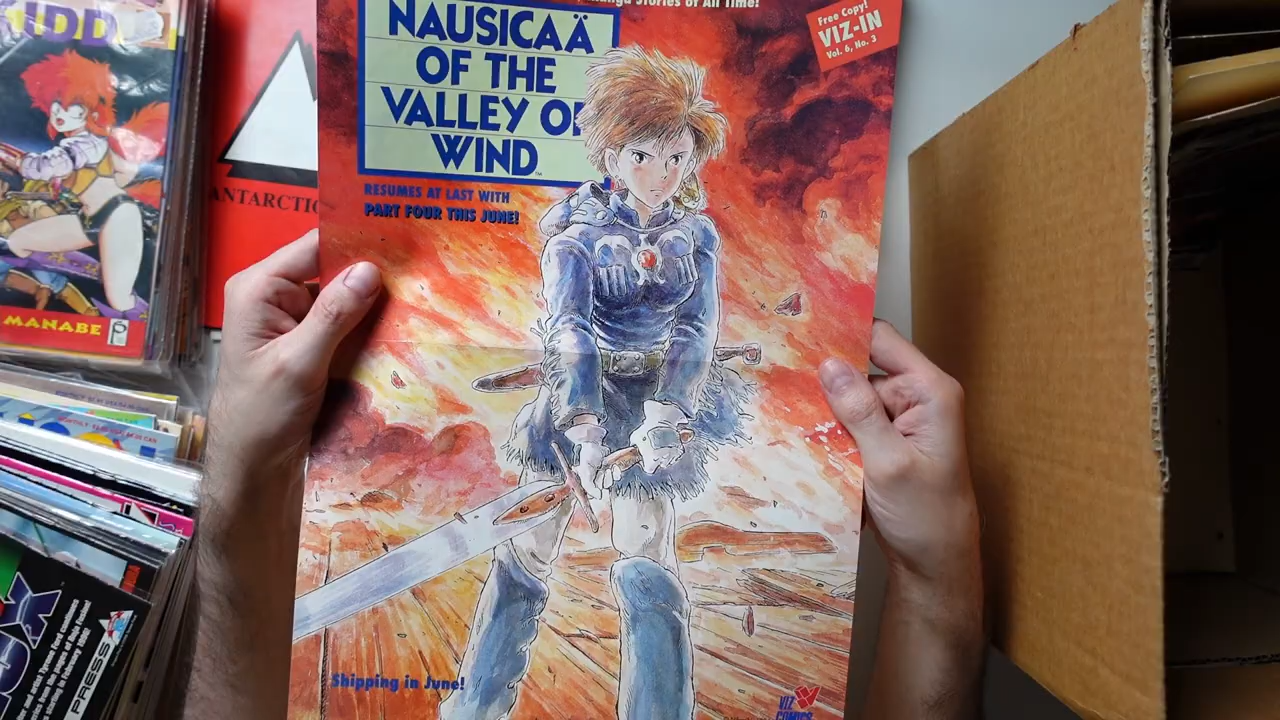 Manga Stories of All Time!
Free Copy!
VIZ-IN
Vol. 6, No. 3
NAUSICAÄ
OF THE
VALLEY OF
WIND
RESUMES AT LAST WITH
PART FOUR THIS JUNE!
Shipping in June!
VIZ
COMICS
IDD
MANABE
ANTARCTIC
PRESS